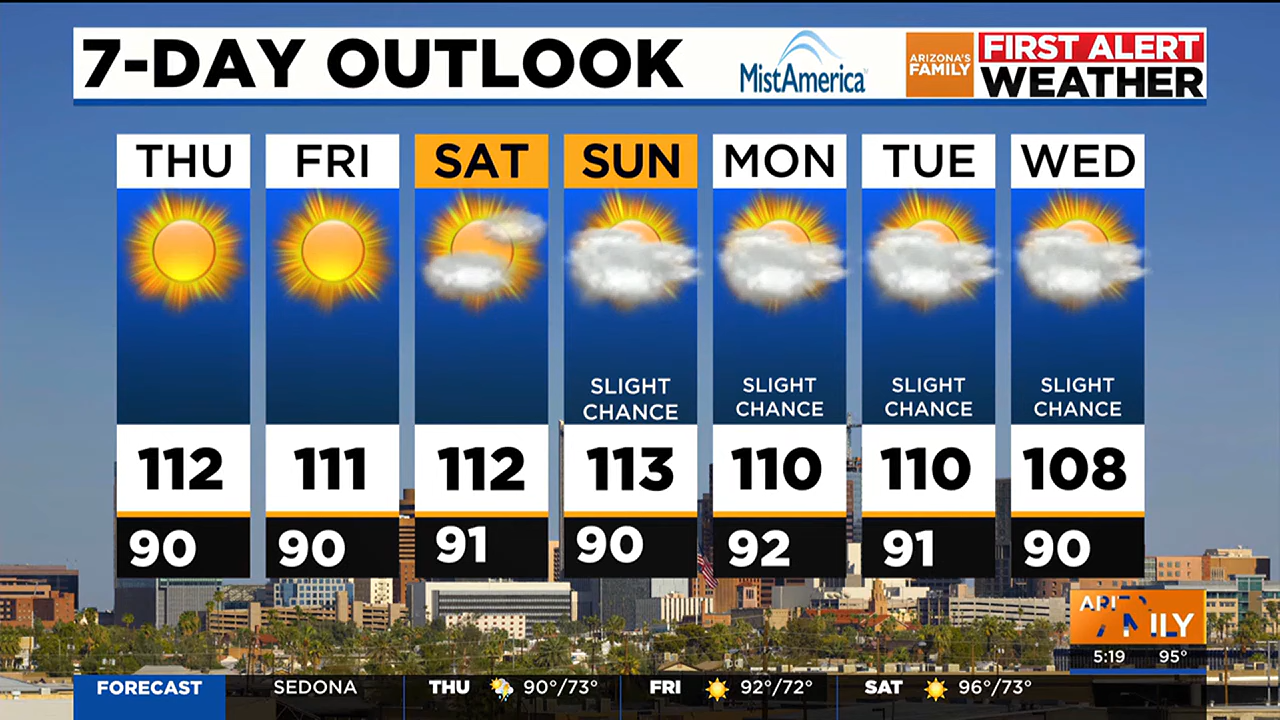 7-DAY OUTLOOK
MistAmerica
ARIZONA'S
FAMILY
FIRST ALERT
WEATHER
THU FRI SAT SUN MON TUE WED
SLIGHT CHANCE
SLIGHT CHANCE
SLIGHT CHANCE
SLIGHT CHANCE
112 111 112 113 110 110 108
90 90 91 90 92 91 90
5:19 95°
FORECAST SEDONA THU 90°/73° FRI 92°/72° SAT 96°/73°